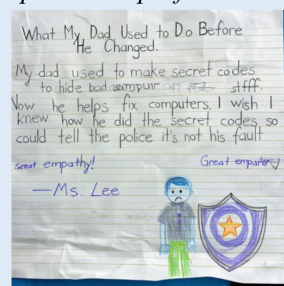 What My Dad Used to Do Before
He Changed.
My dad used to make secret codes
to hide bad stfff.
Now he helps fix computers. I wish I
knew how he did the secret codes so
could tell the police it's not his fault
empathy! Great
—Ms. Lee